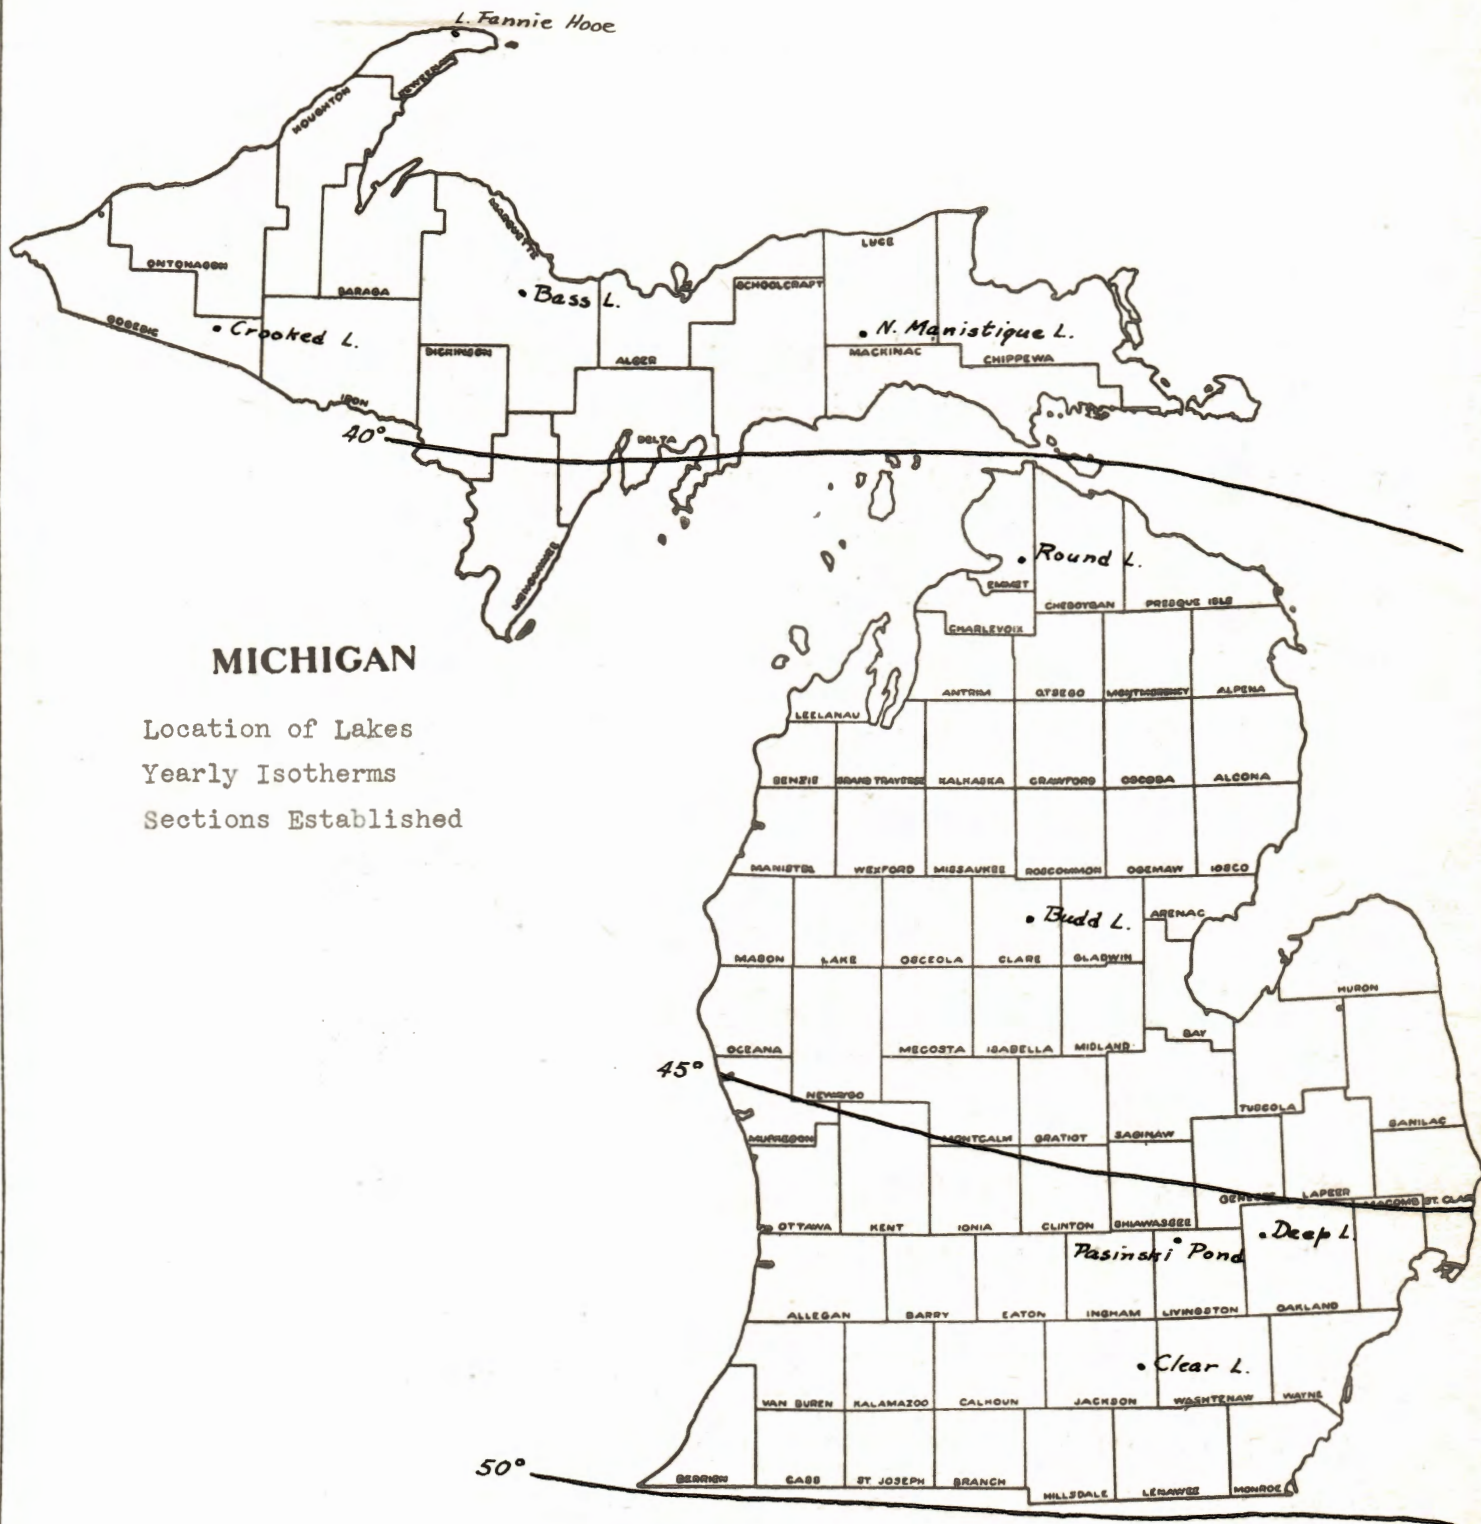 L. Fannie Hooe
KEWEENAW
HOUGHTON
MARQUETTE
LUCE
ONTONAGON
BARAGA
SCHOOLCRAFT
Bass L.
GOGEBIC
Crooked L.
N. Manistique L.
DICKINSON
ALGER
MACKINAC
CHIPPEWA
IRON
40°
DELTA
MENOMINEE
Round L.
EMMET
CHEBOYGAN
PRESQUE ISLE
CHARLEVOIX
MICHIGAN
ANTRIM
OTSEGO
MONTMORENCY
ALPENA
LEELANAU
Location of Lakes
Yearly Isotherms
Sections Established
BENZIE
GRAND TRAVERSE
KALKASKA
CRAWFORD
OSCODA
ALCONA
MANISTEE
WEXFORD
MISSAUKEE
ROSCOMMON
OGEMAW
IOSCO
Budd L.
ARENAC
MASON
LAKE
OSCEOLA
CLARE
GLADWIN
HURON
OCEANA
MECOSTA
ISABELLA
MIDLAND
BAY
45°
NEWAYGO
TUSCOLA
SANILAC
MUSKEGON
MONTCALM
GRATIOT
SAGINAW
GENESEE
LAPEER
MACOMB
ST. CLAIR
OTTAWA
KENT
IONIA
CLINTON
SHIAWASSEE
Deep L.
Pasinski Pond
ALLEGAN
BARRY
EATON
INGHAM
LIVINGSTON
OAKLAND
Clear L.
VAN BUREN
KALAMAZOO
CALHOUN
JACKSON
WASHTENAW
WAYNE
50°
BERRIEN
CASS
ST JOSEPH
BRANCH
HILLSDALE
LENAWEE
MONROE